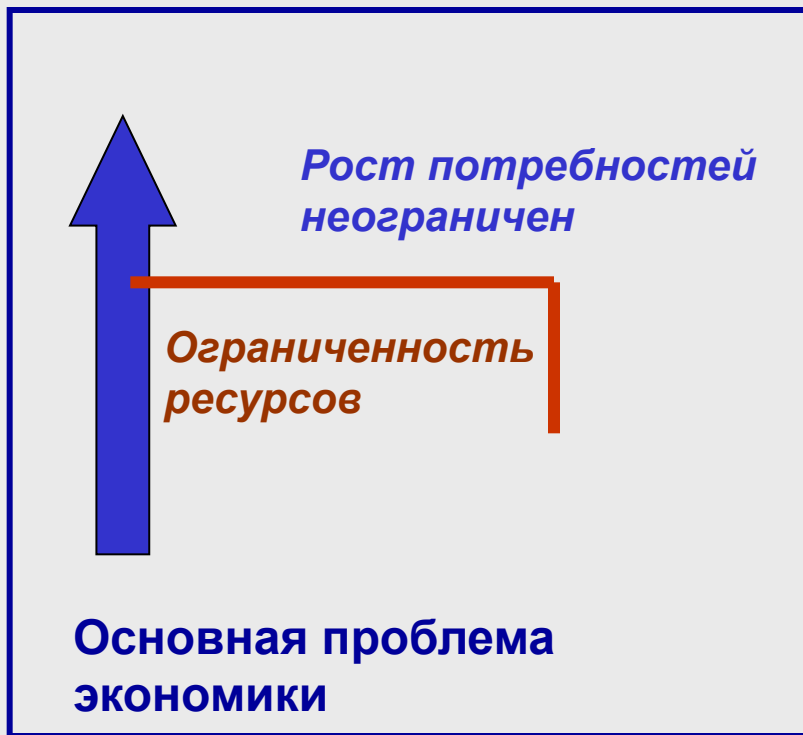 Рост потребностей
неограничен
Ограниченность
ресурсов
Основная проблема
экономики